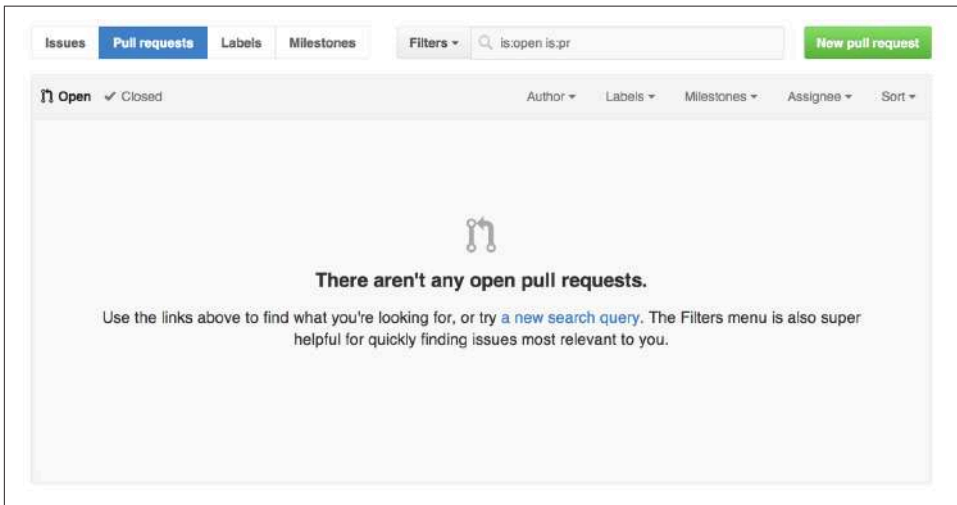 Issues Pull requests Labels Milestones Filters is:open is:pr New pull request
Open Closed Author Labels Milestones Assignee Sort
There aren't any open pull requests.
Use the links above to find what you're looking for, or try a new search query. The Filters menu is also super
helpful for quickly finding issues most relevant to you.